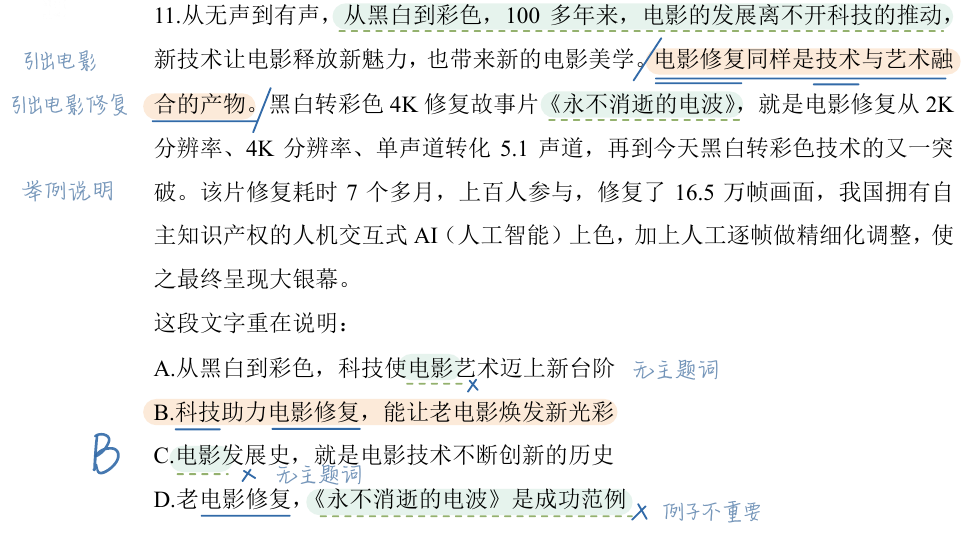 11.从无声到有声，从黑白到彩色，100 多年来，电影的发展离不开科技的推动，
引出电影
新技术让电影释放新魅力，也带来新的电影美学。电影修复同样是技术与艺术融
引出电影修复
合的产物。黑白转彩色 4K 修复故事片《永不消逝的电波》，就是电影修复从 2K
分辨率、4K 分辨率、单声道转化 5.1 声道，再到今天黑白转彩色技术的又一突
举例说明
破。该片修复耗时 7 个多月，上百人参与，修复了 16.5 万帧画面，我国拥有自
主知识产权的人机交互式 AI（人工智能）上色，加上人工逐帧做精细化调整，使
之最终呈现大银幕。
这段文字重在说明：
A.从黑白到彩色，科技使电影艺术迈上新台阶 无主题词
B.科技助力电影修复，能让老电影焕发新光彩
B
C.电影发展史，就是电影技术不断创新的历史
无主题词
D.老电影修复，《永不消逝的电波》是成功范例 例子不重要